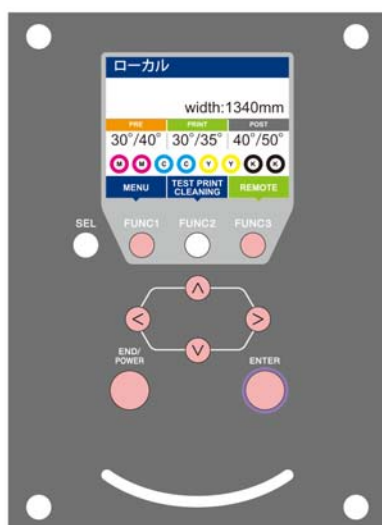 ローカル
width:1340mm
PRE PRINT POST
30°/40° 30°/35° 40°/50°
M M C C Y Y K K
MENU TEST PRINT CLEANING REMOTE
SEL FUNC1 FUNC2 FUNC3
END/
POWER
ENTER